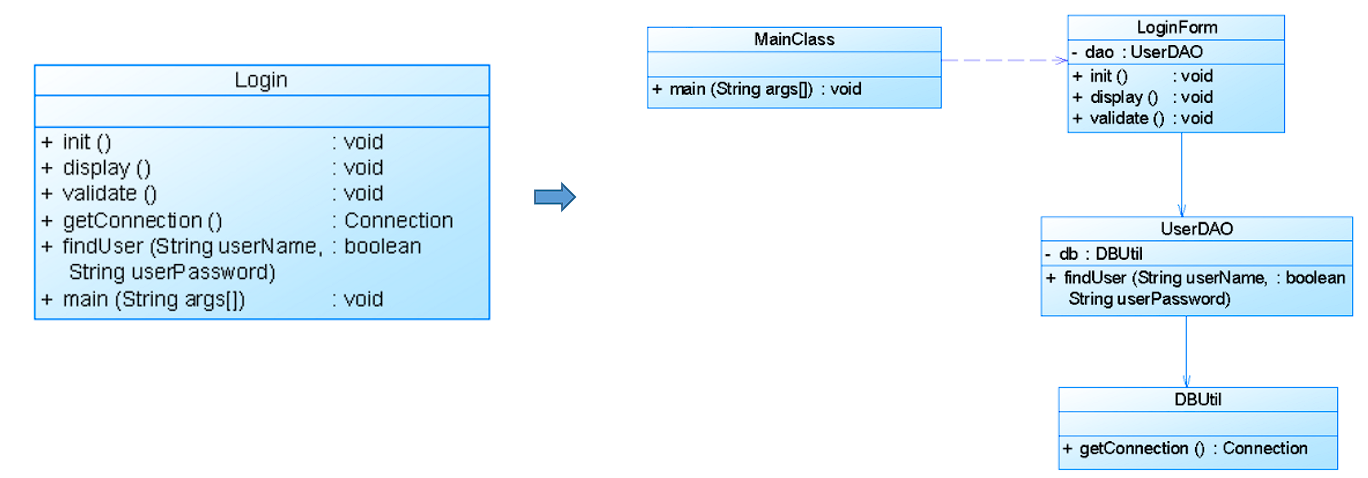 Login
+ init () : void
+ display () : void
+ validate () : void
+ getConnection () : Connection
+ findUser (String userName, : boolean
String userPassword)
+ main (String args[]) : void
MainClass
+ main (String args[]) : void
LoginForm
- dao : UserDAO
+ init () : void
+ display () : void
+ validate () : void
UserDAO
- db : DBUtil
+ findUser (String userName, : boolean
String userPassword)
DBUtil
+ getConnection () : Connection